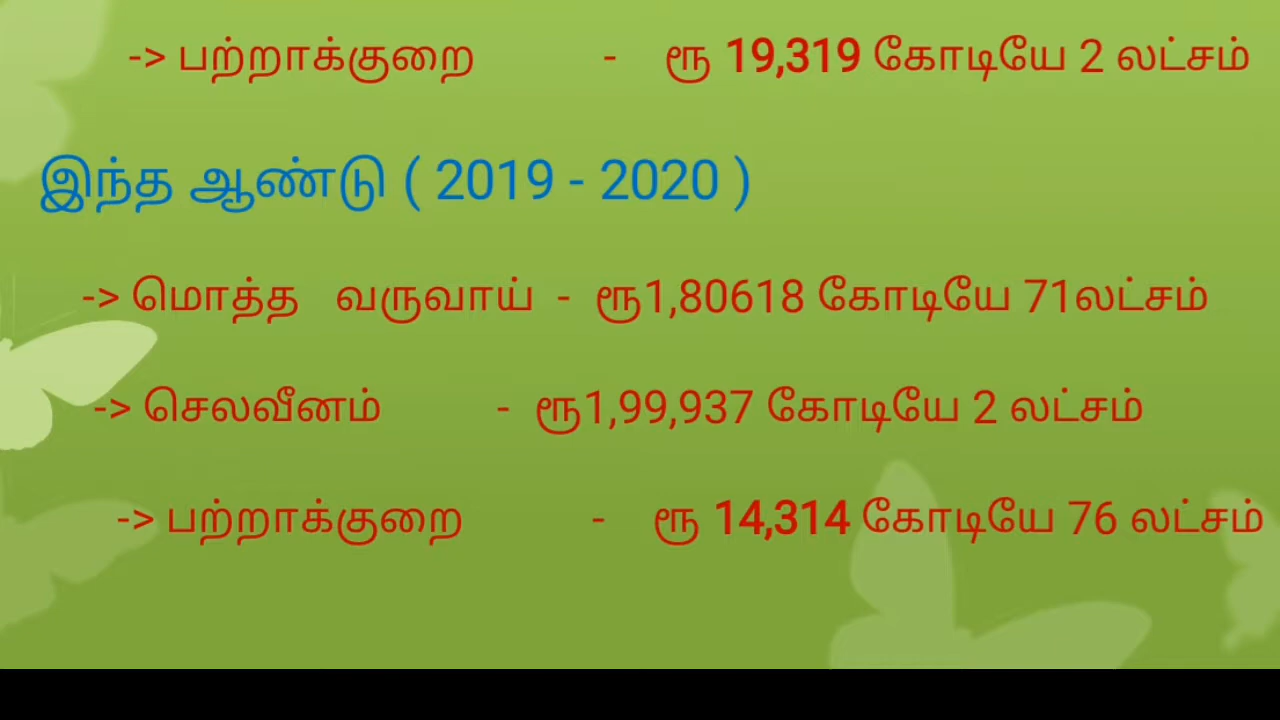 -> பற்றாக்குறை - ரூ 19,319 கோடியே 2 லட்சம்
இந்த ஆண்டு ( 2019 - 2020 )
-> மொத்த வருவாய் - ரூ1,80618 கோடியே 71லட்சம்
-> செலவீனம் - ரூ1,99,937 கோடியே 2 லட்சம்
-> பற்றாக்குறை - ரூ 14,314 கோடியே 76 லட்சம்